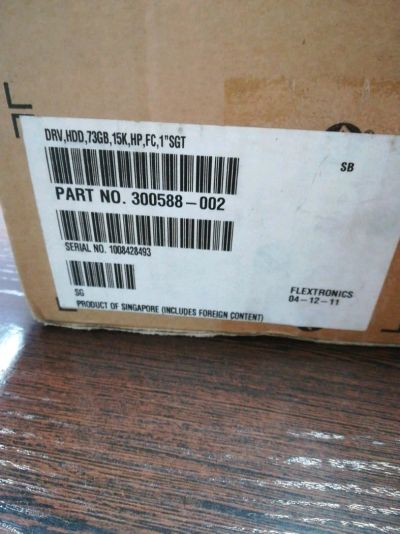 DRV,HDD,73GB,15K,HP,FC,1"SGT
SB
PART NO. 300588-002
SERIAL NO. 1008428493
SG
FLEXTRONICS
04-12-11
PRODUCT OF SINGAPORE (INCLUDES FOREIGN CONTENT)